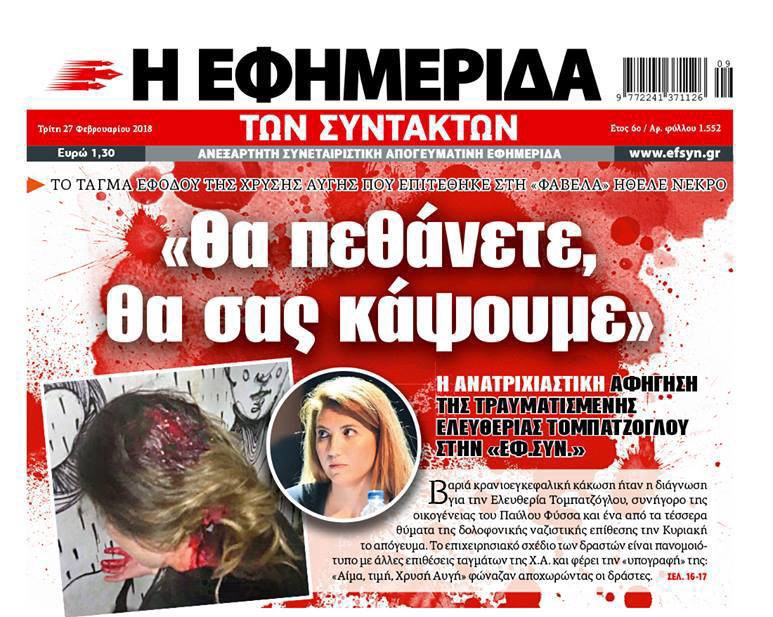 Η ΕΦΗΜΕΡΙΔΑ
09
9 772241 371126
Τρίτη 27 Φεβρουαρίου 2018
ΤΩΝ ΣΥΝΤΑΚΤΩΝ
Ετος 6ο / Αρ. φύλλου 1.552
Ευρώ 1,30
ΑΝΕΞΑΡΤΗΤΗ ΣΥΝΕΤΑΙΡΙΣΤΙΚΗ ΑΠΟΓΕΥΜΑΤΙΝΗ ΕΦΗΜΕΡΙΔΑ
www.efsyn.gr
ΤΟ ΤΑΓΜΑ ΕΦΟΔΟΥ ΤΗΣ ΧΡΥΣΗΣ ΑΥΓΗΣ ΠΟΥ ΕΠΙΤΕΘΗΚΕ ΣΤΗ «ΦΑΒΕΛΑ» ΗΘΕΛΕ ΝΕΚΡΟ
«Θα πεθάνετε,
θα σας κάψουμε»
Η ΑΝΑΤΡΙΧΙΑΣΤΙΚΗ ΑΦΗΓΗΣΗ
ΤΗΣ ΤΡΑΥΜΑΤΙΣΜΕΝΗΣ
ΕΛΕΥΘΕΡΙΑΣ ΤΟΜΠΑΤΖΟΓΛΟΥ
ΣΤΗΝ «ΕΦ.ΣΥΝ.»
Βαριά κρανιοεγκεφαλική κάκωση ήταν η διάγνωση
για την Ελευθερία Τομπατζόγλου, συνήγορο της
οικογένειας του Παύλου Φύσσα και ένα από τα τέσσερα
θύματα της δολοφονικής ναζιστικής επίθεσης την Κυριακή
το απόγευμα. Το επιχειρησιακό σχέδιο των δραστών είναι πανομοιό-
τυπο με άλλες επιθέσεις ταγμάτων της Χ.Α. και φέρει την «υπογραφή» της:
«Αίμα, τιμή, Χρυσή Αυγή» φώναζαν αποχωρώντας οι δράστες. ΣΕΛ. 16-17